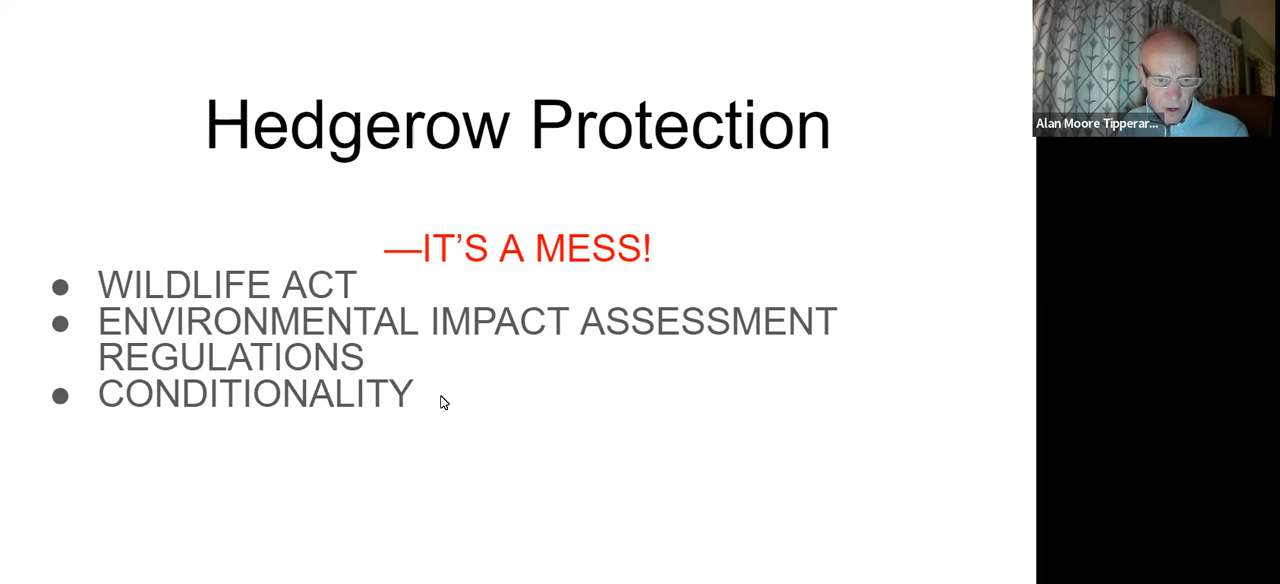 Hedgerow Protection
—IT’S A MESS!
● WILDLIFE ACT
● ENVIRONMENTAL IMPACT ASSESSMENT
REGULATIONS
● CONDITIONALITY
Alan Moore Tipperar...